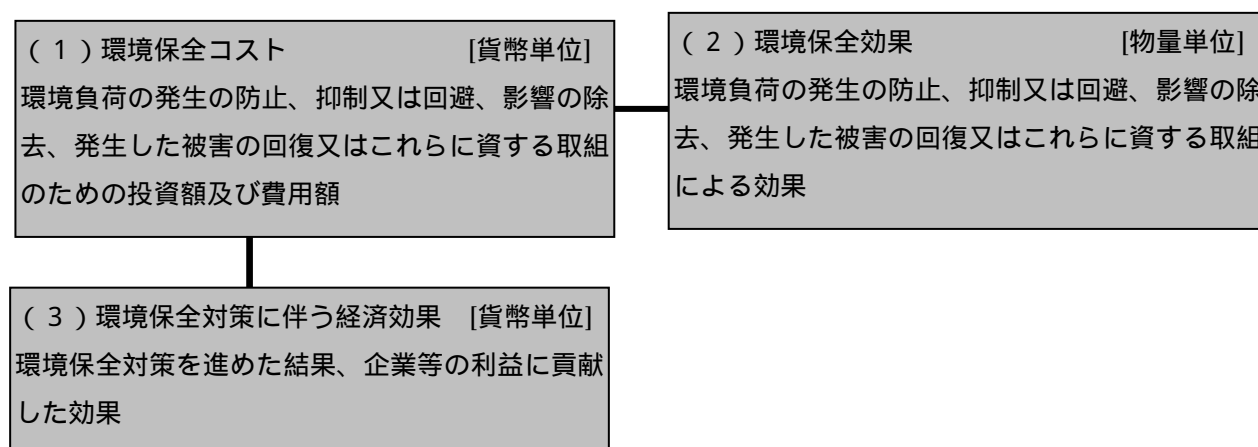 （１）環境保全コスト　[貨幣単位]
環境負荷の発生の防止、抑制又は回避、影響の除
去、発生した被害の回復又はこれらに資する取組
のための投資額及び費用額
（２）環境保全効果　[物量単位]
環境負荷の発生の防止、抑制又は回避、影響の除
去、発生した被害の回復又はこれらに資する取組
による効果
（３）環境保全対策に伴う経済効果　[貨幣単位]
環境保全対策を進めた結果、企業等の利益に貢献
した効果